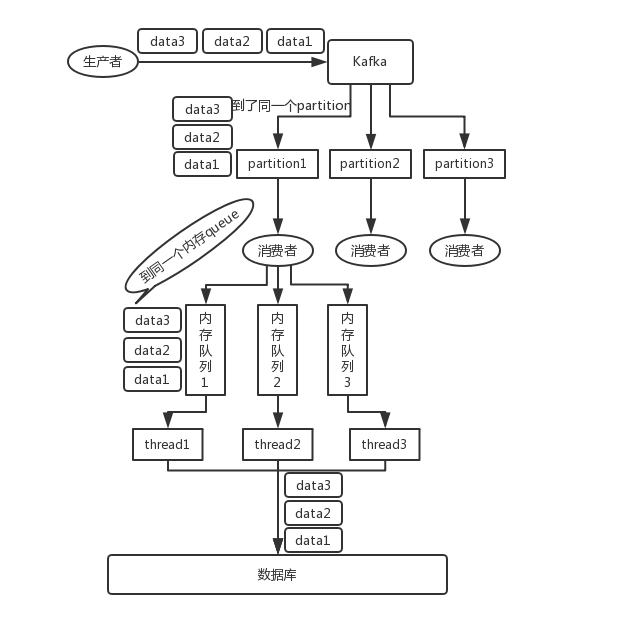 data3
data2
data1
生产者
Kafka
data3
到了同一个partition
data2
data1
partition1
partition2
partition3
到同一个内存queue
消费者
消费者
消费者
data3
data2
data1
内存队列1
内存队列2
内存队列3
thread1
thread2
thread3
data3
data2
data1
数据库